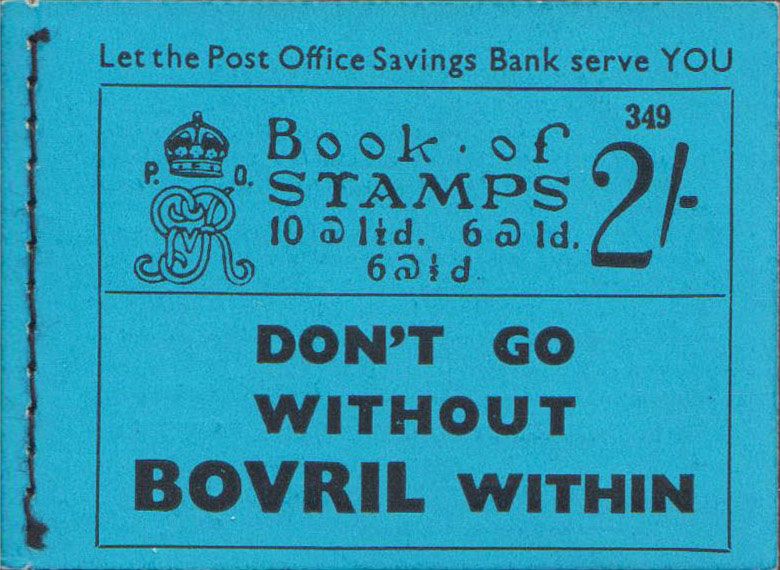 Let the Post Office Savings Bank serve YOU
349
P. O.
Book · of
STAMPS
10 @ 1½d. 6 @ 1d.
6 @ ½d
2/-
DON'T GO
WITHOUT
BOVRIL WITHIN